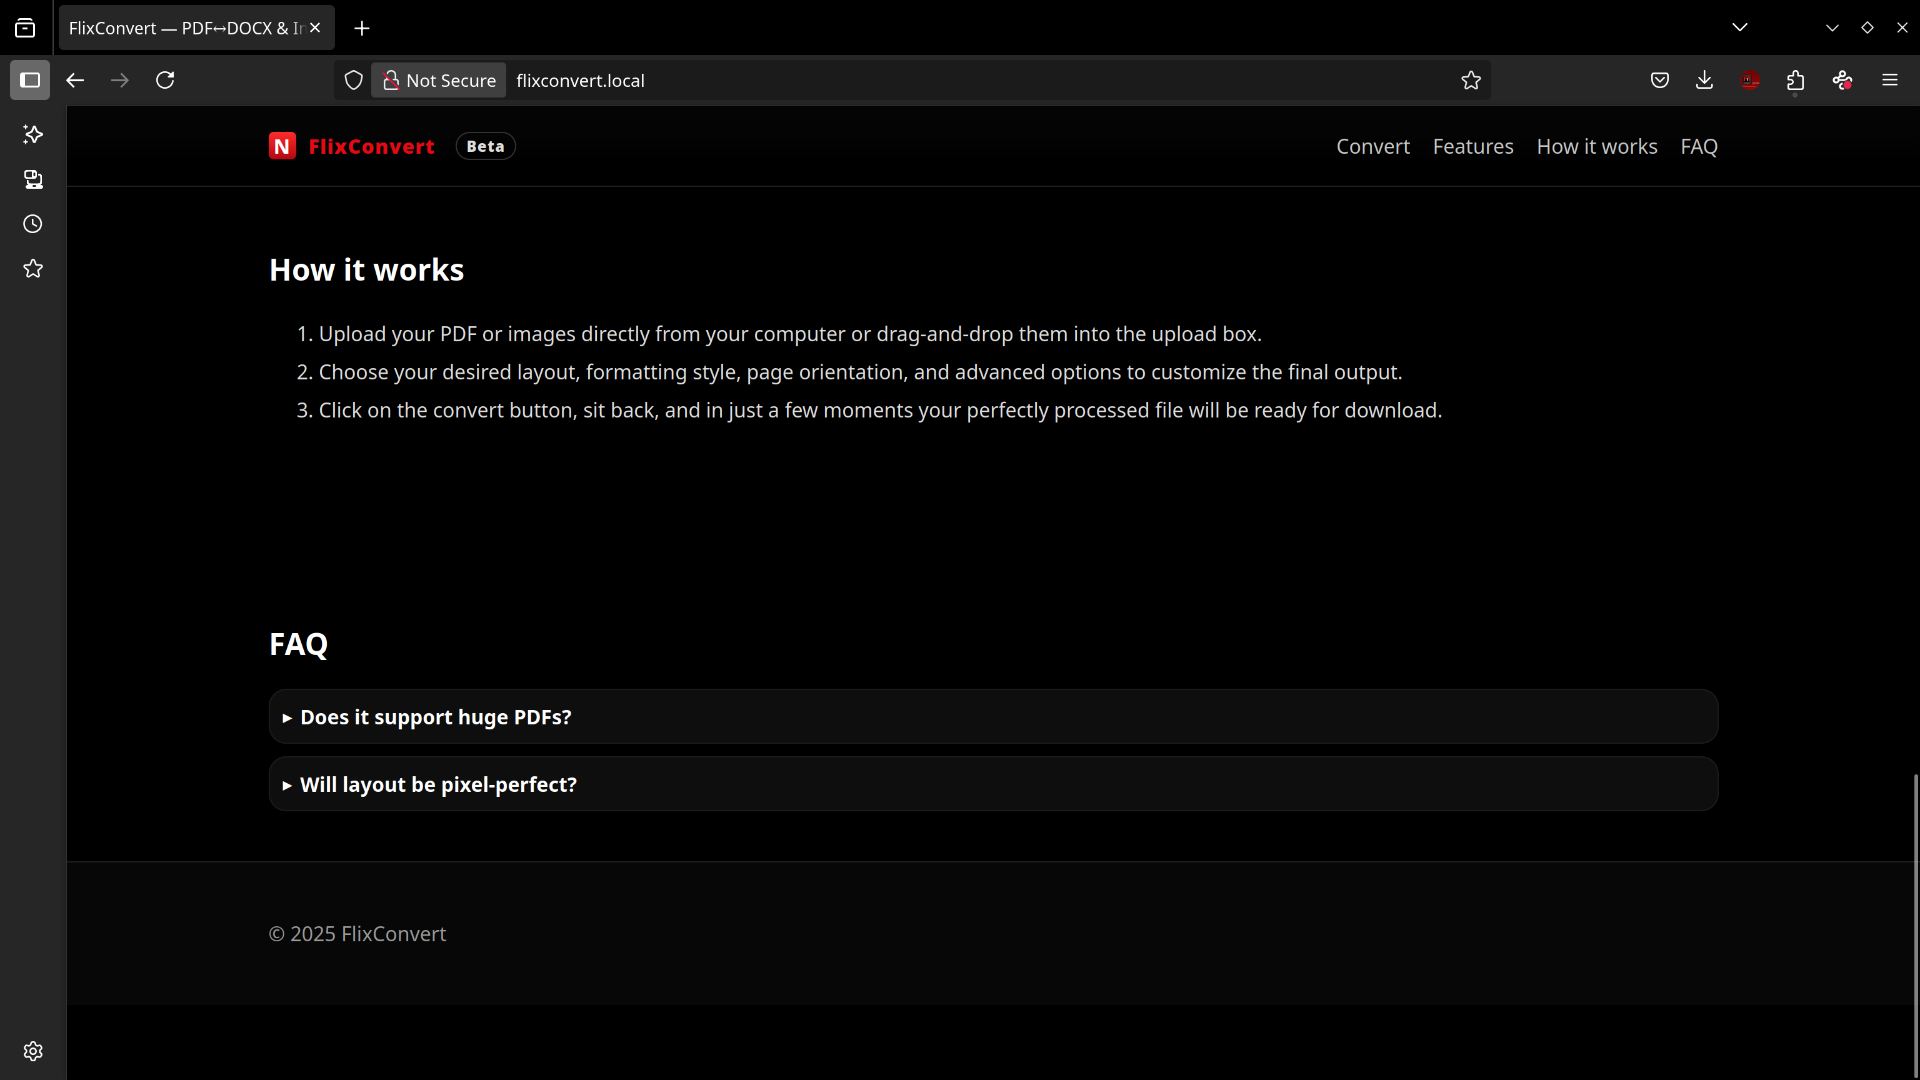 FlixConvert — PDF↔DOCX & I
Not Secure flixconvert.local
N FlixConvert Beta Convert Features How it works FAQ
How it works
1. Upload your PDF or images directly from your computer or drag-and-drop them into the upload box.
2. Choose your desired layout, formatting style, page orientation, and advanced options to customize the final output.
3. Click on the convert button, sit back, and in just a few moments your perfectly processed file will be ready for download.
FAQ
Does it support huge PDFs?
Will layout be pixel-perfect?
© 2025 FlixConvert